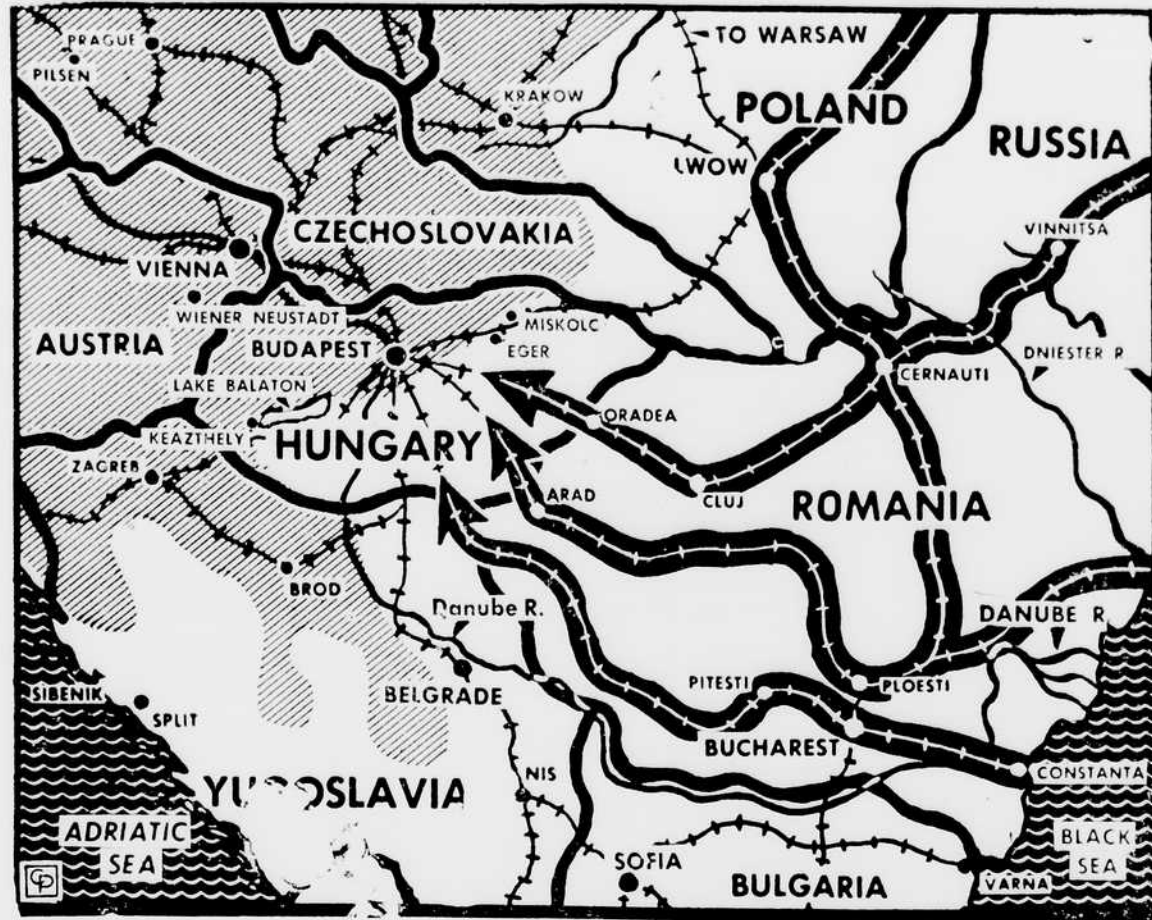 PRAGUE
PILSEN
TO WARSAW
KRAKOW
POLAND
RUSSIA
LWOW
VINNITSA
CZECHOSLOVAKIA
VIENNA
WIENER NEUSTADT
AUSTRIA
BUDAPEST
MISKOLC
EGER
DNIESTER R
CERNAUTI
LAKE BALATON
ORADEA
KEAZTHELY
HUNGARY
ZAGREB
ARAD
CLUJ
ROMANIA
BROD
Danube R.
DANUBE R
BELGRADE
PITESTI
PLOESTI
SIBENIK
SPLIT
BUCHAREST
CONSTANTA
NIS
YUGOSLAVIA
ADRIATIC
SEA
BLACK
SEA
SOFIA
BULGARIA
VARNA
CP